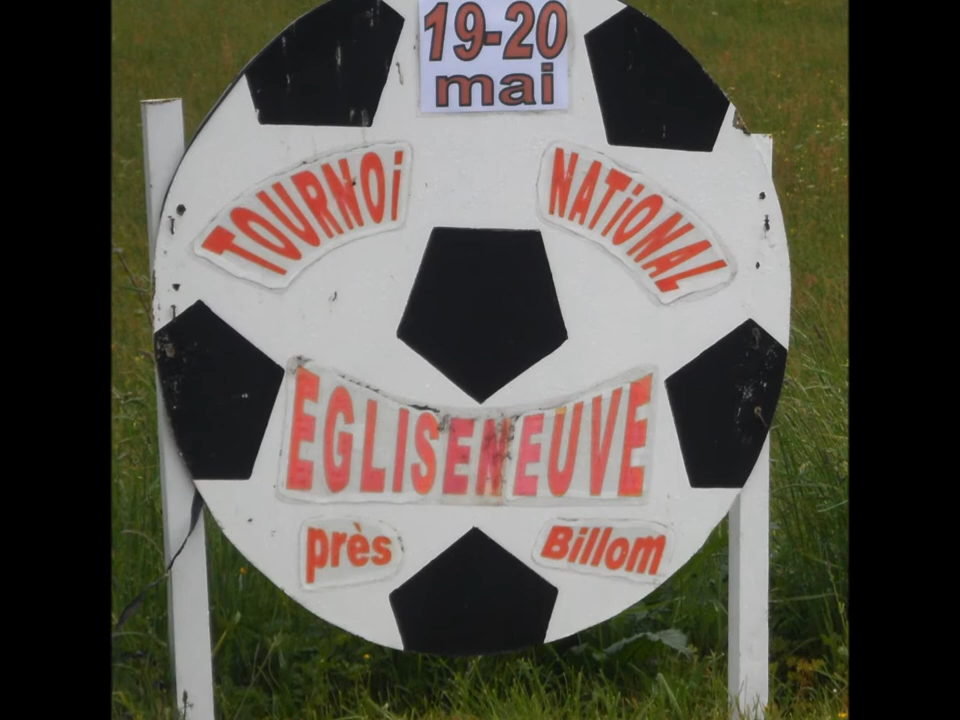 19-20
mai
TOURNOi NATiONAL
EGLISENEUVE
près Billom